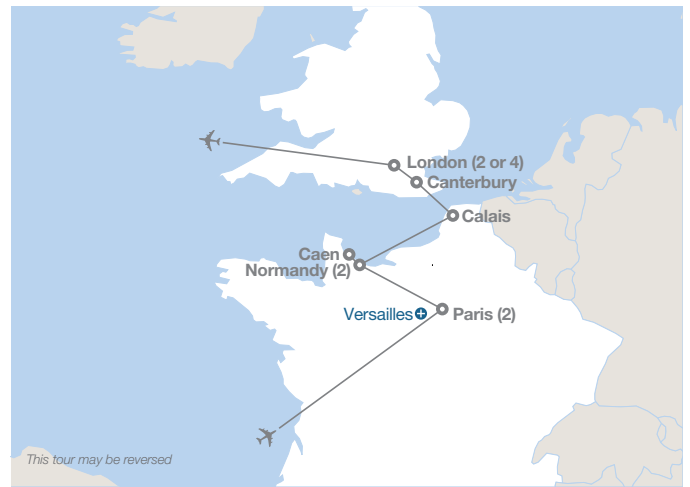 London (2 or 4)
Canterbury
Calais
Caen
Normandy (2)
Versailles
Paris (2)
This tour may be reversed